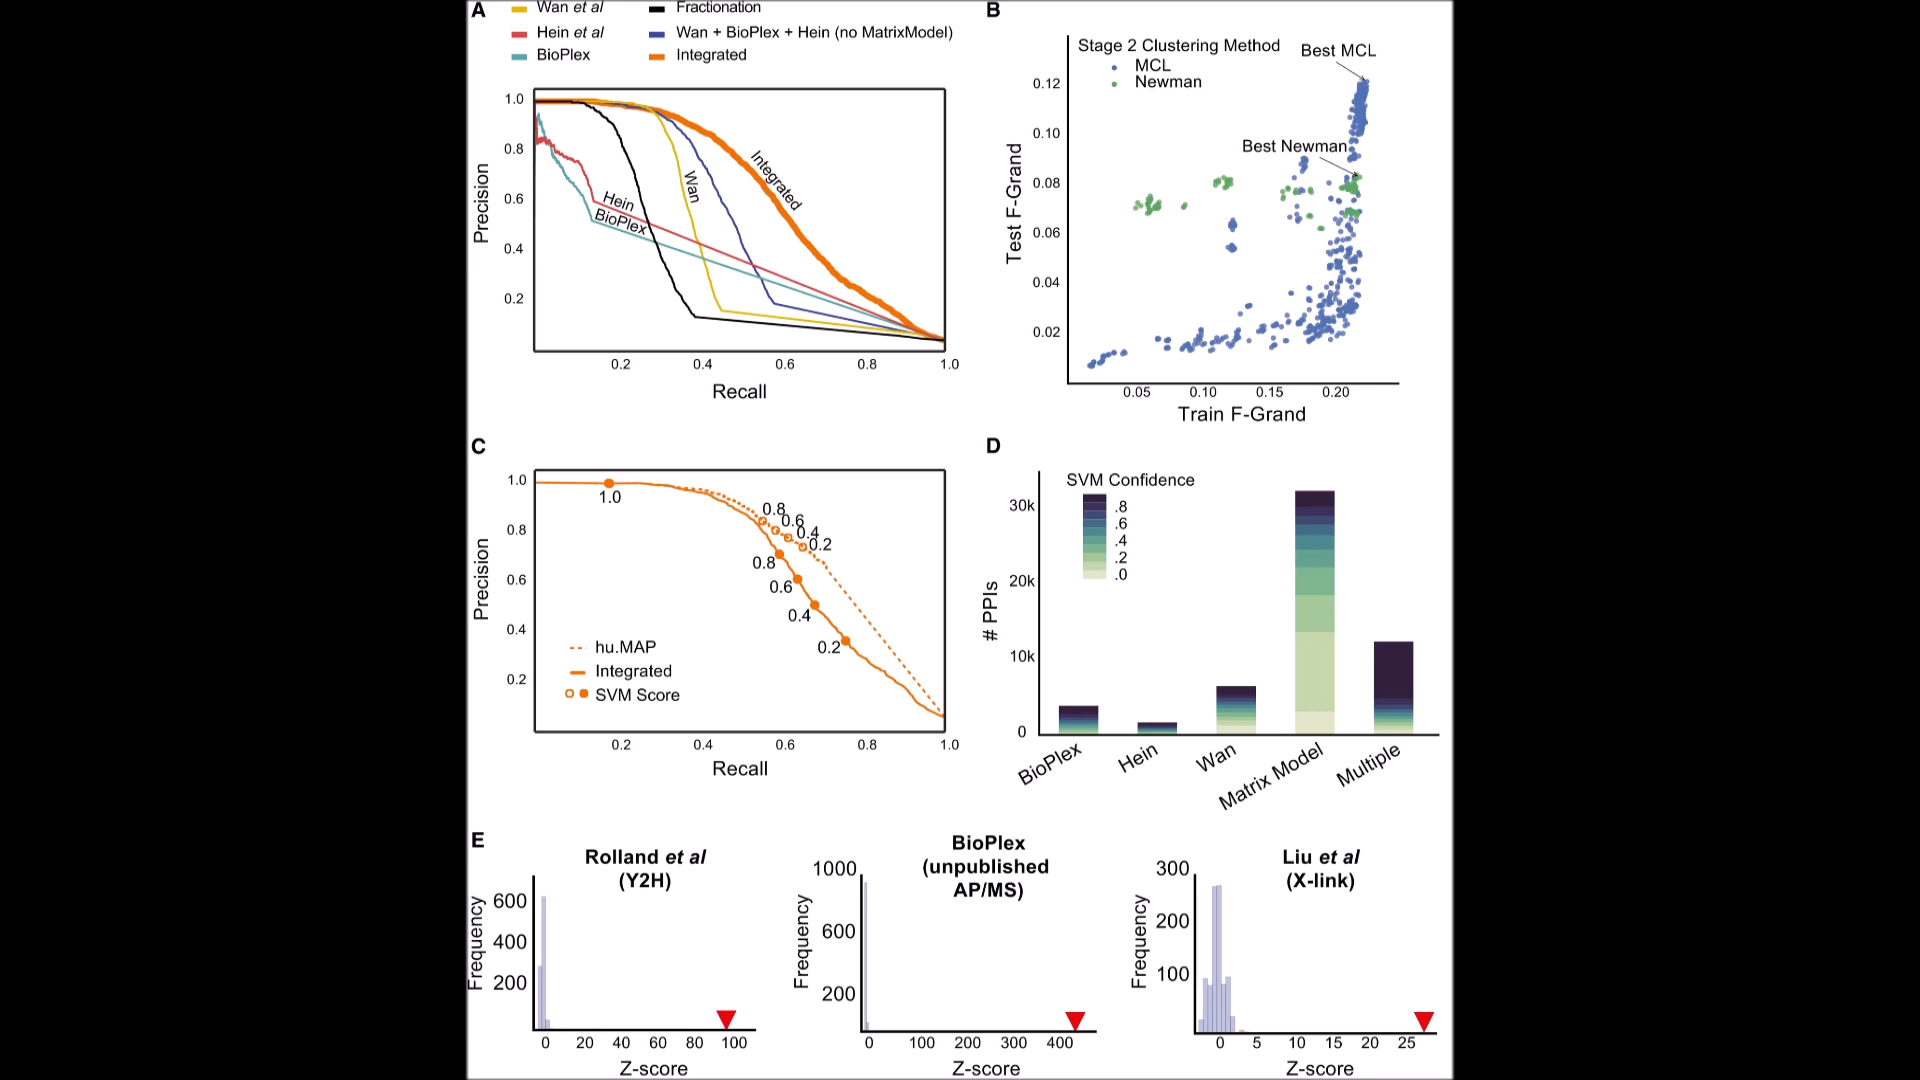 A
Wan et al
Fractionation
Hein et al
Wan + BioPlex + Hein (no MatrixModel)
BioPlex
Integrated
1.0
0.8
0.6
0.4
0.2
Precision
Integrated
Wan
Hein
BioPlex
0.2 0.4 0.6 0.8 1.0
Recall
B
Stage 2 Clustering Method
MCL
Newman
Best MCL
Best Newman
0.12
0.10
0.08
0.06
0.04
0.02
Test F-Grand
0.05 0.10 0.15 0.20
Train F-Grand
C
1.0
0.8
0.6
0.4
0.2
Precision
1.0
0.8
0.6
0.4
0.2
0.8
0.6
0.4
0.2
hu.MAP
Integrated
SVM Score
0.2 0.4 0.6 0.8 1.0
Recall
D
SVM Confidence
.8
.6
.4
.2
.0
30k
20k
10k
0
# PPIs
BioPlex
Hein
Wan
Matrix Model
Multiple
E
Rolland et al
(Y2H)
600
400
200
Frequency
0 20 40 60 80 100
Z-score
BioPlex
(unpublished
AP/MS)
1000
600
200
Frequency
0 100 200 300 400
Z-score
Liu et al
(X-link)
300
200
100
Frequency
0 5 10 15 20 25
Z-score